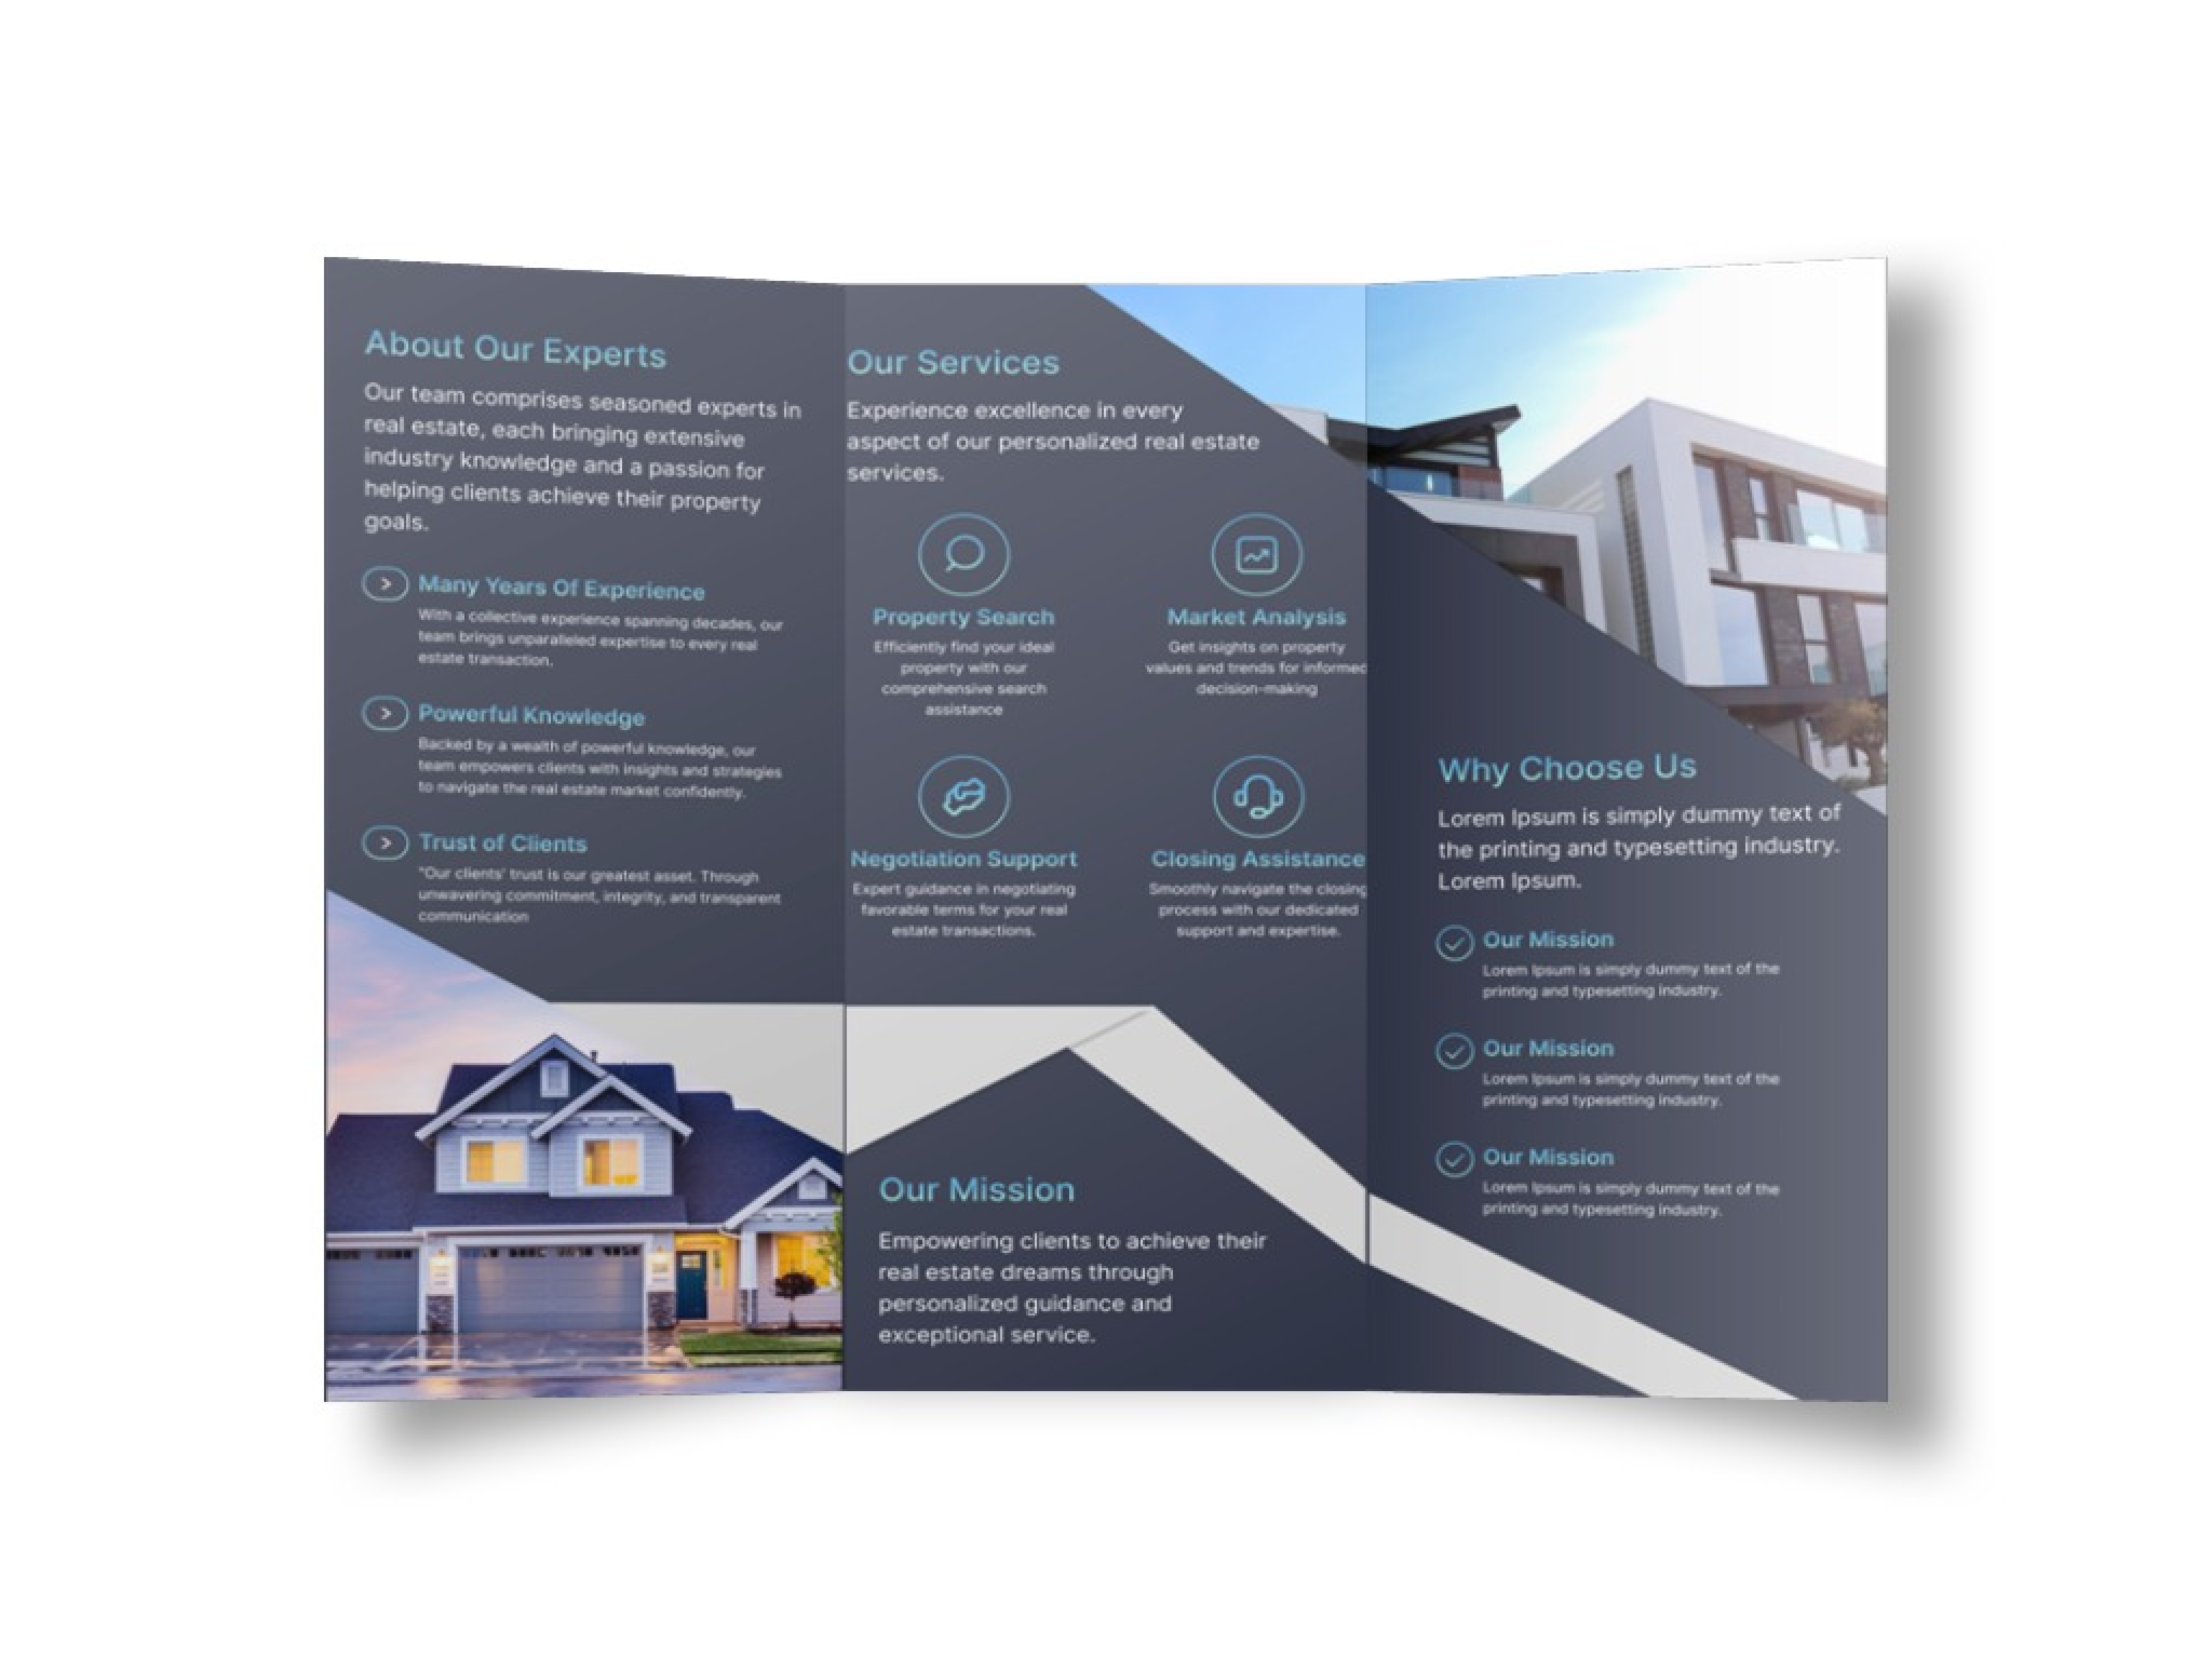 About Our Experts
Our team comprises seasoned experts in
real estate, each bringing extensive
industry knowledge and a passion for
helping clients achieve their property
goals.
Many Years Of Experience
With a collective experience spanning decades, our
team brings unparalleled expertise to every real
estate transaction.
Powerful Knowledge
Backed by a wealth of powerful knowledge, our
team empowers clients with insights and strategies
to navigate the real estate market confidently.
Trust of Clients
"Our clients' trust is our greatest asset. Through
unwavering commitment, integrity, and transparent
communication
Our Services
Experience excellence in every
aspect of our personalized real estate
services.
Property Search
Efficiently find your ideal
property with our
comprehensive search
assistance
Market Analysis
Get insights on property
values and trends for informed
decision-making
Negotiation Support
Expert guidance in negotiating
favorable terms for your real
estate transactions.
Closing Assistance
Smoothly navigate the closing
process with our dedicated
support and expertise.
Our Mission
Empowering clients to achieve their
real estate dreams through
personalized guidance and
exceptional service.
Why Choose Us
Lorem Ipsum is simply dummy text of
the printing and typesetting industry.
Lorem Ipsum.
Our Mission
Lorem Ipsum is simply dummy text of the
printing and typesetting industry.
Our Mission
Lorem Ipsum is simply dummy text of the
printing and typesetting industry.
Our Mission
Lorem Ipsum is simply dummy text of the
printing and typesetting industry.